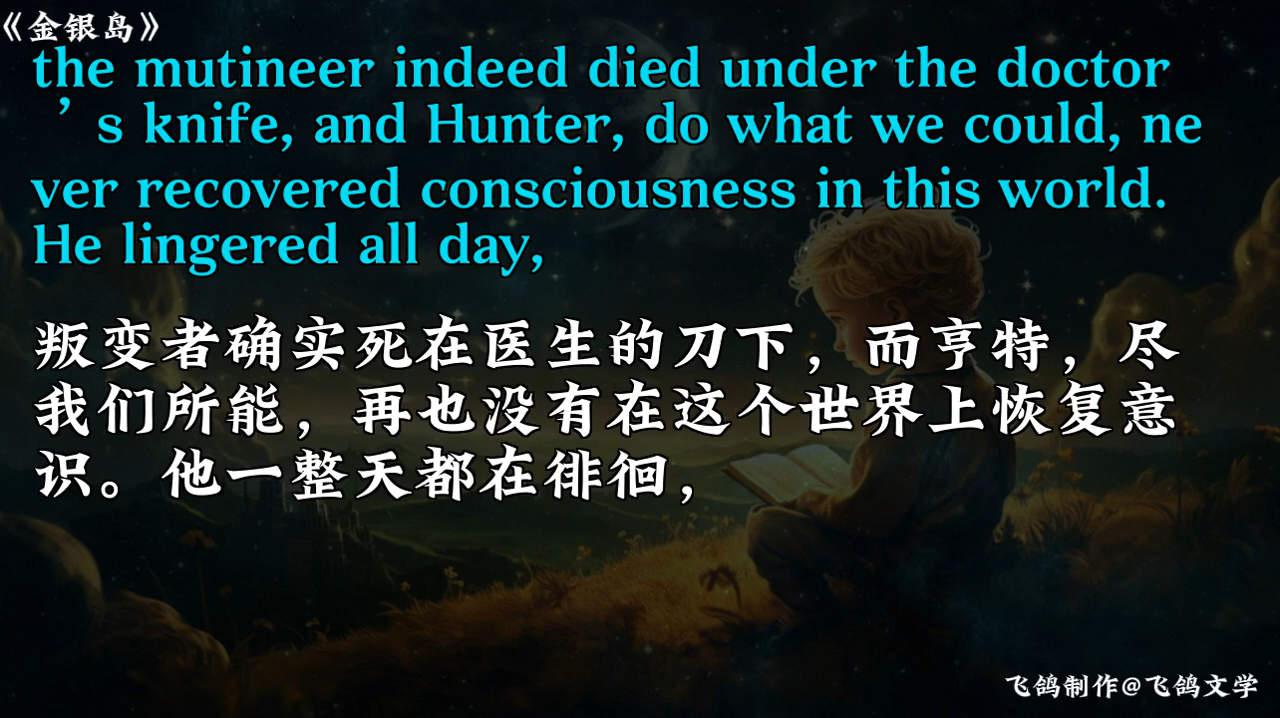 《金银岛》
the mutineer indeed died under the doctor
’s knife, and Hunter, do what we could, ne
ver recovered consciousness in this world.
He lingered all day,
叛变者确实死在医生的刀下，而亨特，尽
我们所能，再也没有在这个世界上恢复意
识。他一整天都在徘徊，
飞鸽制作@飞鸽文学